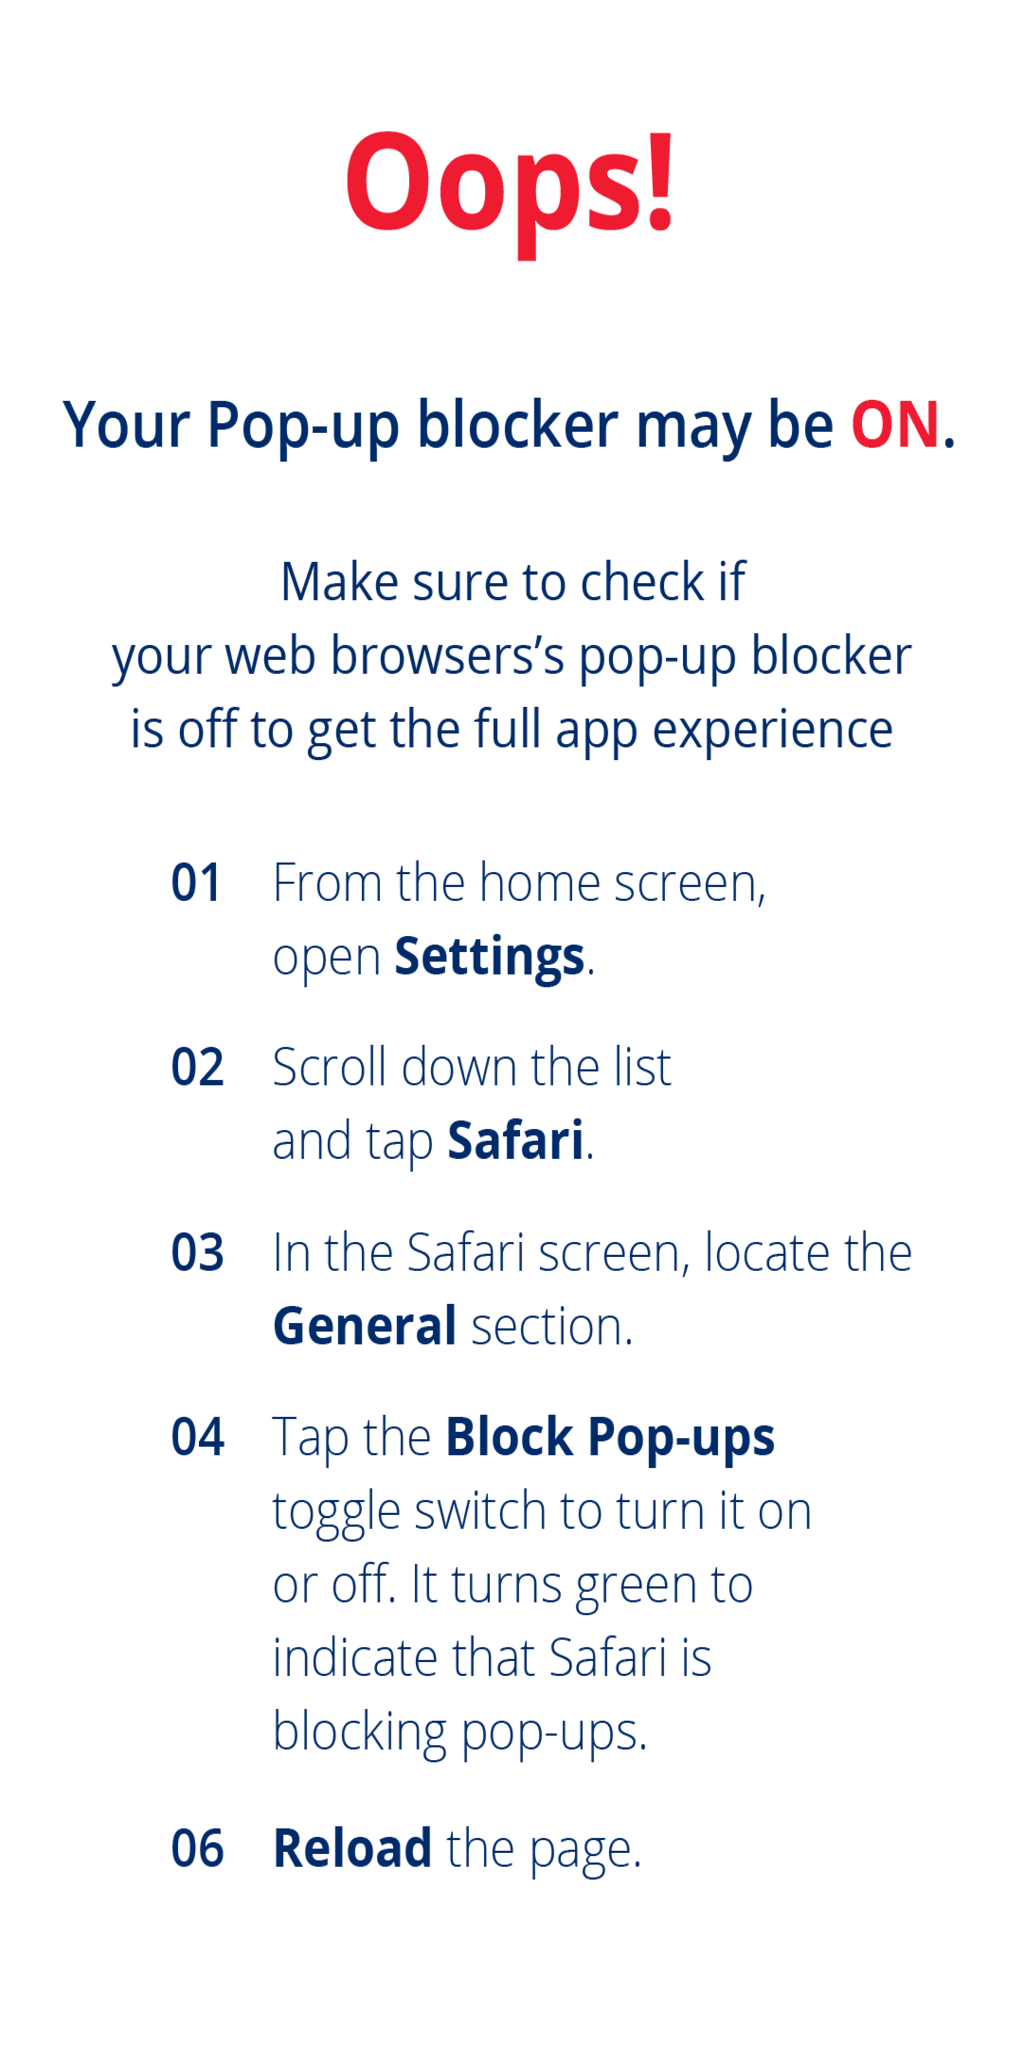 Oops!
Your Pop-up blocker may be ON.
Make sure to check if
your web browsers’s pop-up blocker
is off to get the full app experience
01 From the home screen,
open Settings.
02 Scroll down the list
and tap Safari.
03 In the Safari screen, locate the
General section.
04 Tap the Block Pop-ups
toggle switch to turn it on
or off. It turns green to
indicate that Safari is
blocking pop-ups.
06 Reload the page.